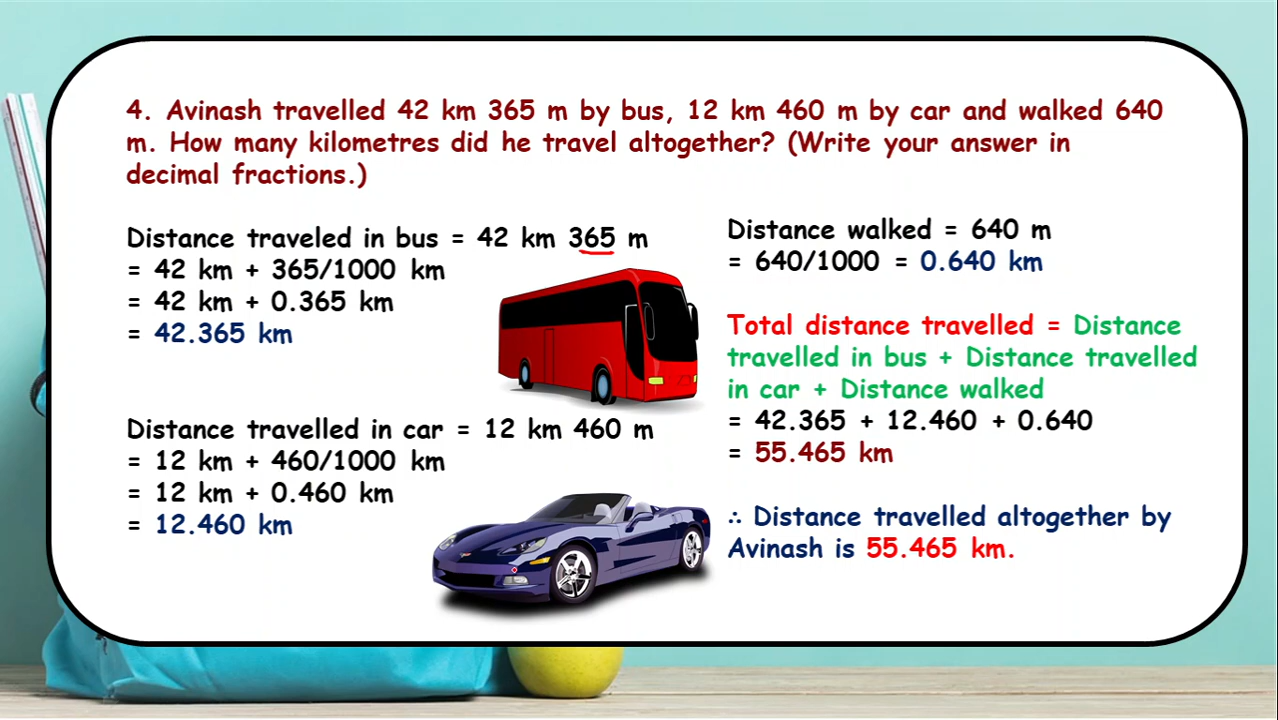 4. Avinash travelled 42 km 365 m by bus, 12 km 460 m by car and walked 640
m. How many kilometres did he travel altogether? (Write your answer in
decimal fractions.)
Distance traveled in bus = 42 km 365 m
= 42 km + 365/1000 km
= 42 km + 0.365 km
= 42.365 km
Distance travelled in car = 12 km 460 m
= 12 km + 460/1000 km
= 12 km + 0.460 km
= 12.460 km
Distance walked = 640 m
= 640/1000 = 0.640 km
Total distance travelled = Distance
travelled in bus + Distance travelled
in car + Distance walked
= 42.365 + 12.460 + 0.640
= 55.465 km
∴ Distance travelled altogether by
Avinash is 55.465 km.